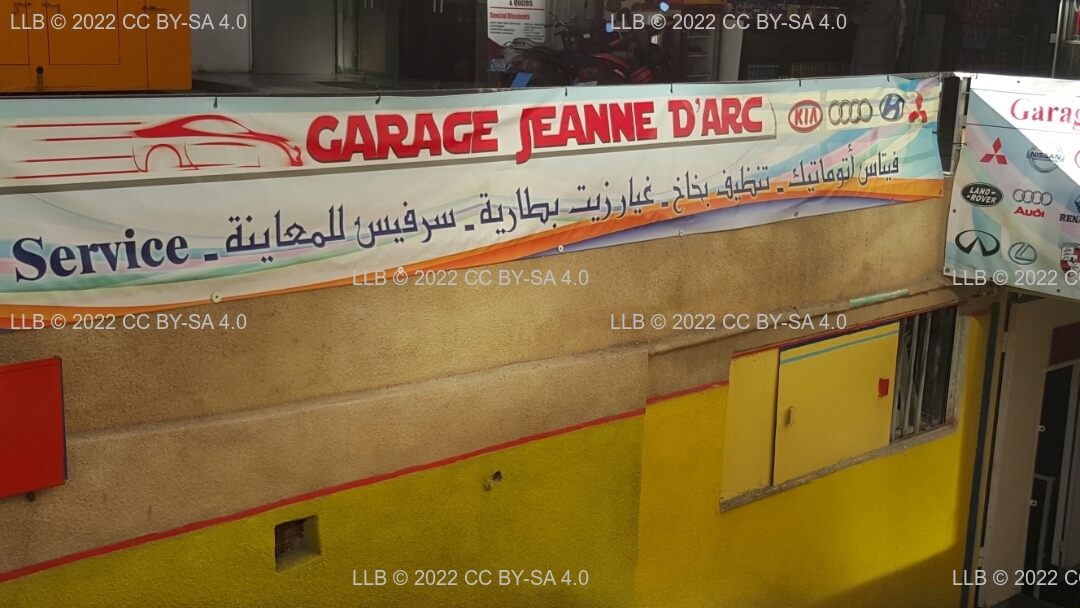 & Quizes
Special Discounts
GARAGE JEANNE D'ARC
KIA
Service ـ فيتاس أتوماتيك ـ تنظيف بخاخ ـ غيار زيت بطارية ـ سرفيس للمعاينة
Garag
NISSAN
LAND ROVER
Audi
RENA
LLB © 2022 CC BY-SA 4.0
LLB © 2022 CC BY-SA 4.0
LLB © 2022 CC BY-SA 4.0
LLB © 2022 CC
LLB © 2022 CC BY-SA 4.0
LLB © 2022 CC BY-SA 4.0
LLB © 2022 CC BY-SA 4.0
LLB © 2022 CC